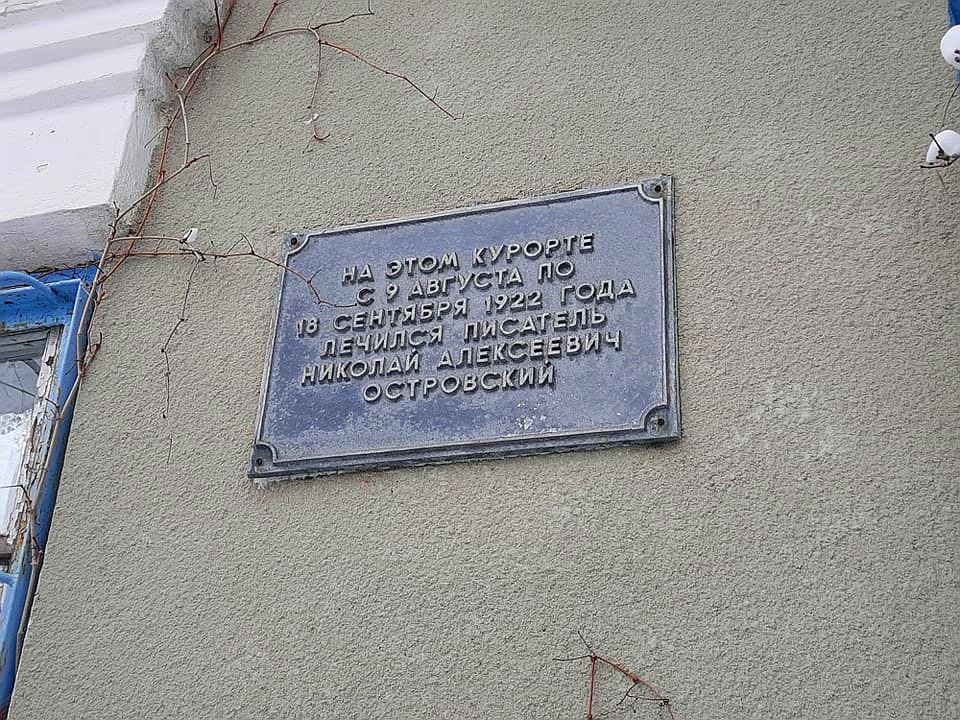 НА ЭТОМ КУРОРТЕ
С 9 АВГУСТА ПО
18 СЕНТЯБРЯ 1922 ГОДА
ЛЕЧИЛСЯ ПИСАТЕЛЬ
НИКОЛАЙ АЛЕКСЕЕВИЧ
ОСТРОВСКИЙ